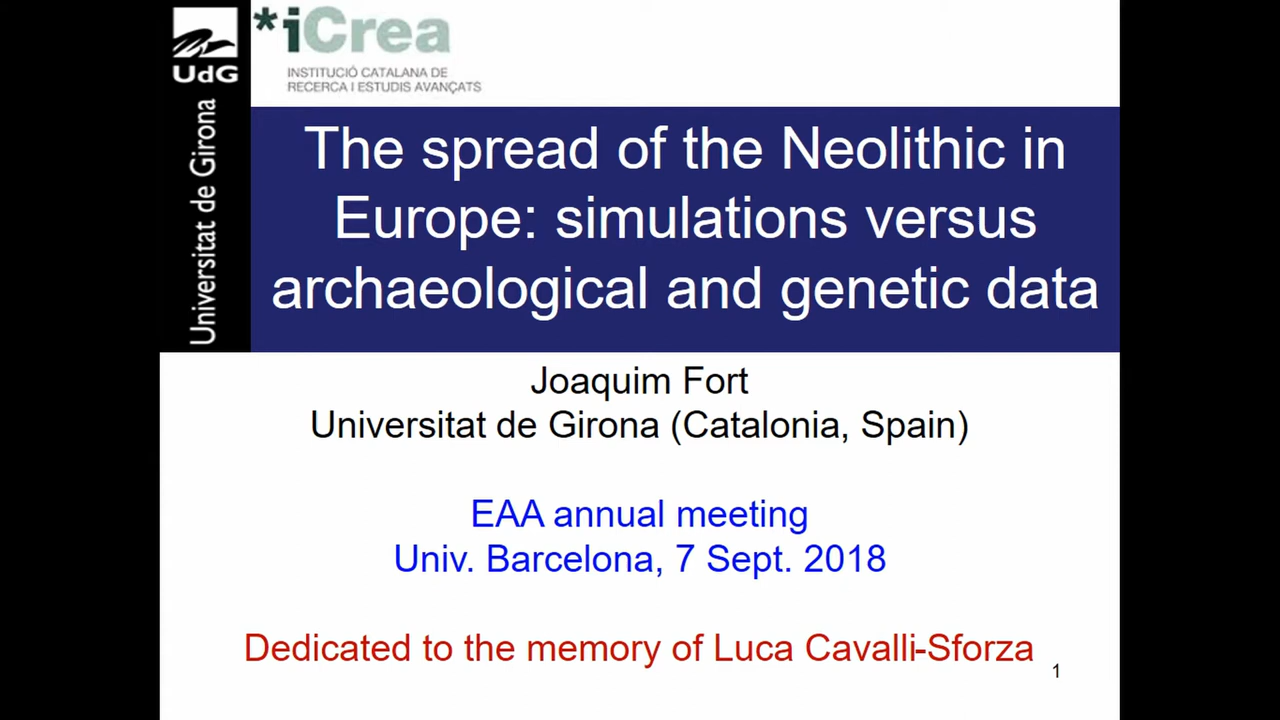 UdG
Universitat de Girona
*iCrea
INSTITUCIÓ CATALANA DE
RECERCA I ESTUDIS AVANÇATS
The spread of the Neolithic in
Europe: simulations versus
archaeological and genetic data
Joaquim Fort
Universitat de Girona (Catalonia, Spain)
EAA annual meeting
Univ. Barcelona, 7 Sept. 2018
Dedicated to the memory of Luca Cavalli-Sforza
1